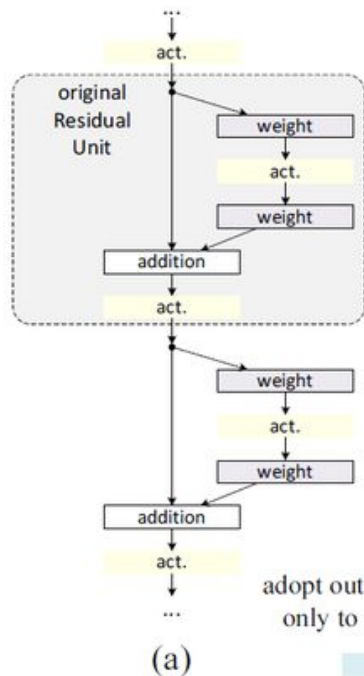 ...
act.
original
Residual
Unit
weight
act.
weight
addition
act.
weight
act.
weight
addition
act.
...
adopt out
only to
(a)